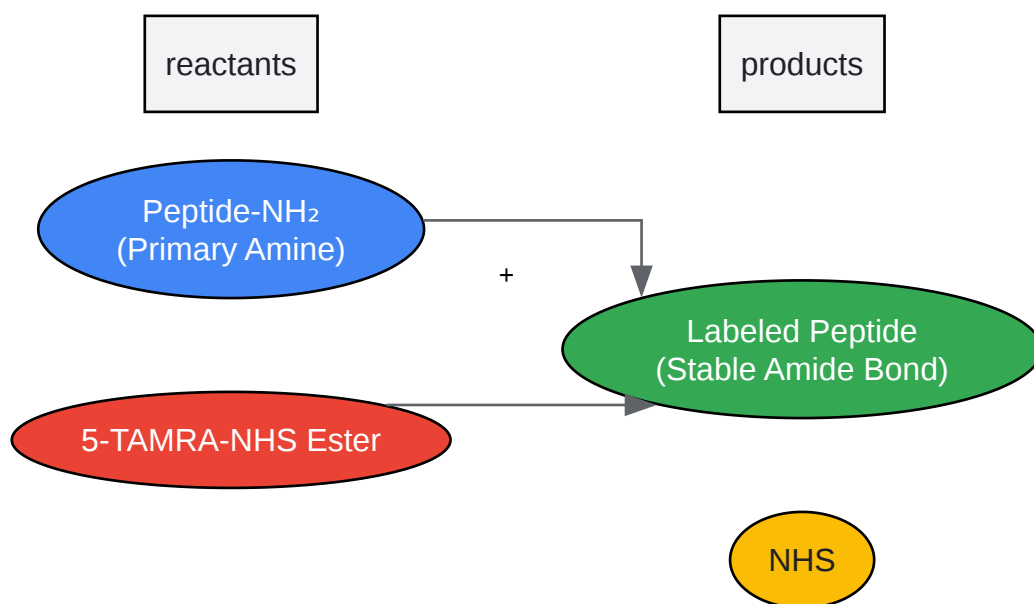 reactants
products
Peptide-NH₂
(Primary Amine)
+
Labeled Peptide
(Stable Amide Bond)
5-TAMRA-NHS Ester
NHS